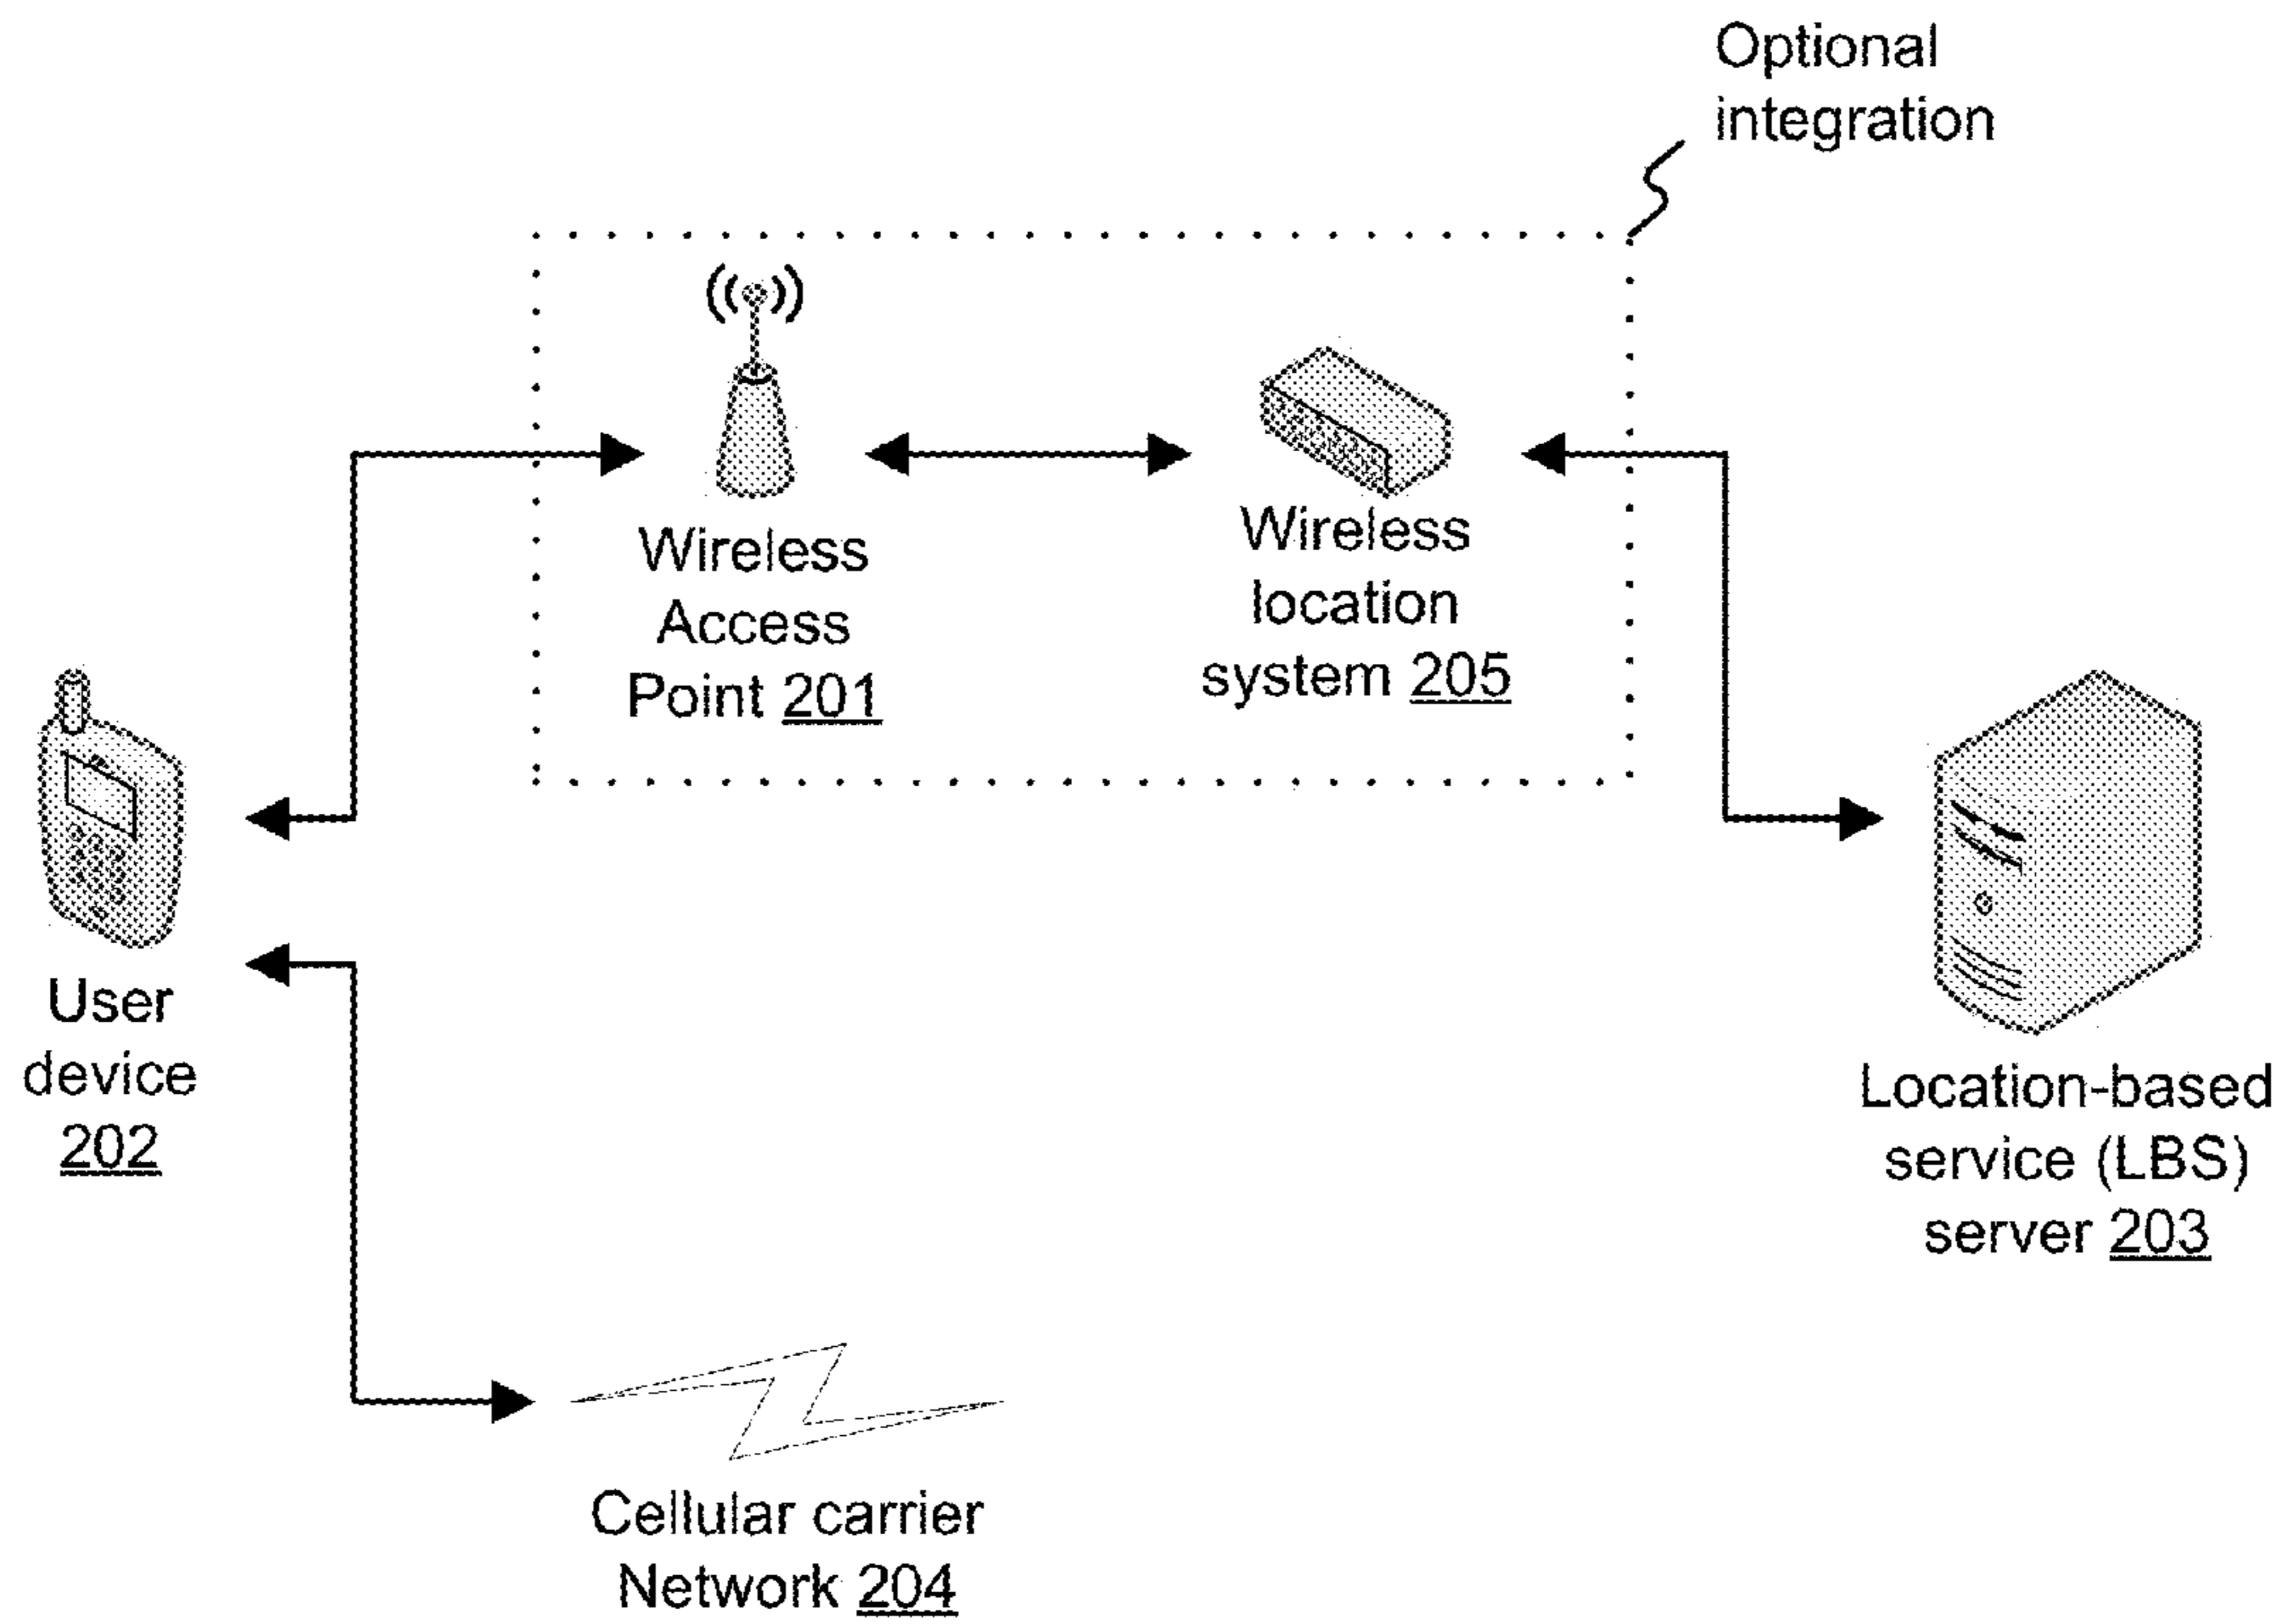 Optional
integration
Wireless
Access
Point 201
Wireless
location
system 205
User
device
202
Location-based
service (LBS)
server 203
Cellular carrier
Network 204